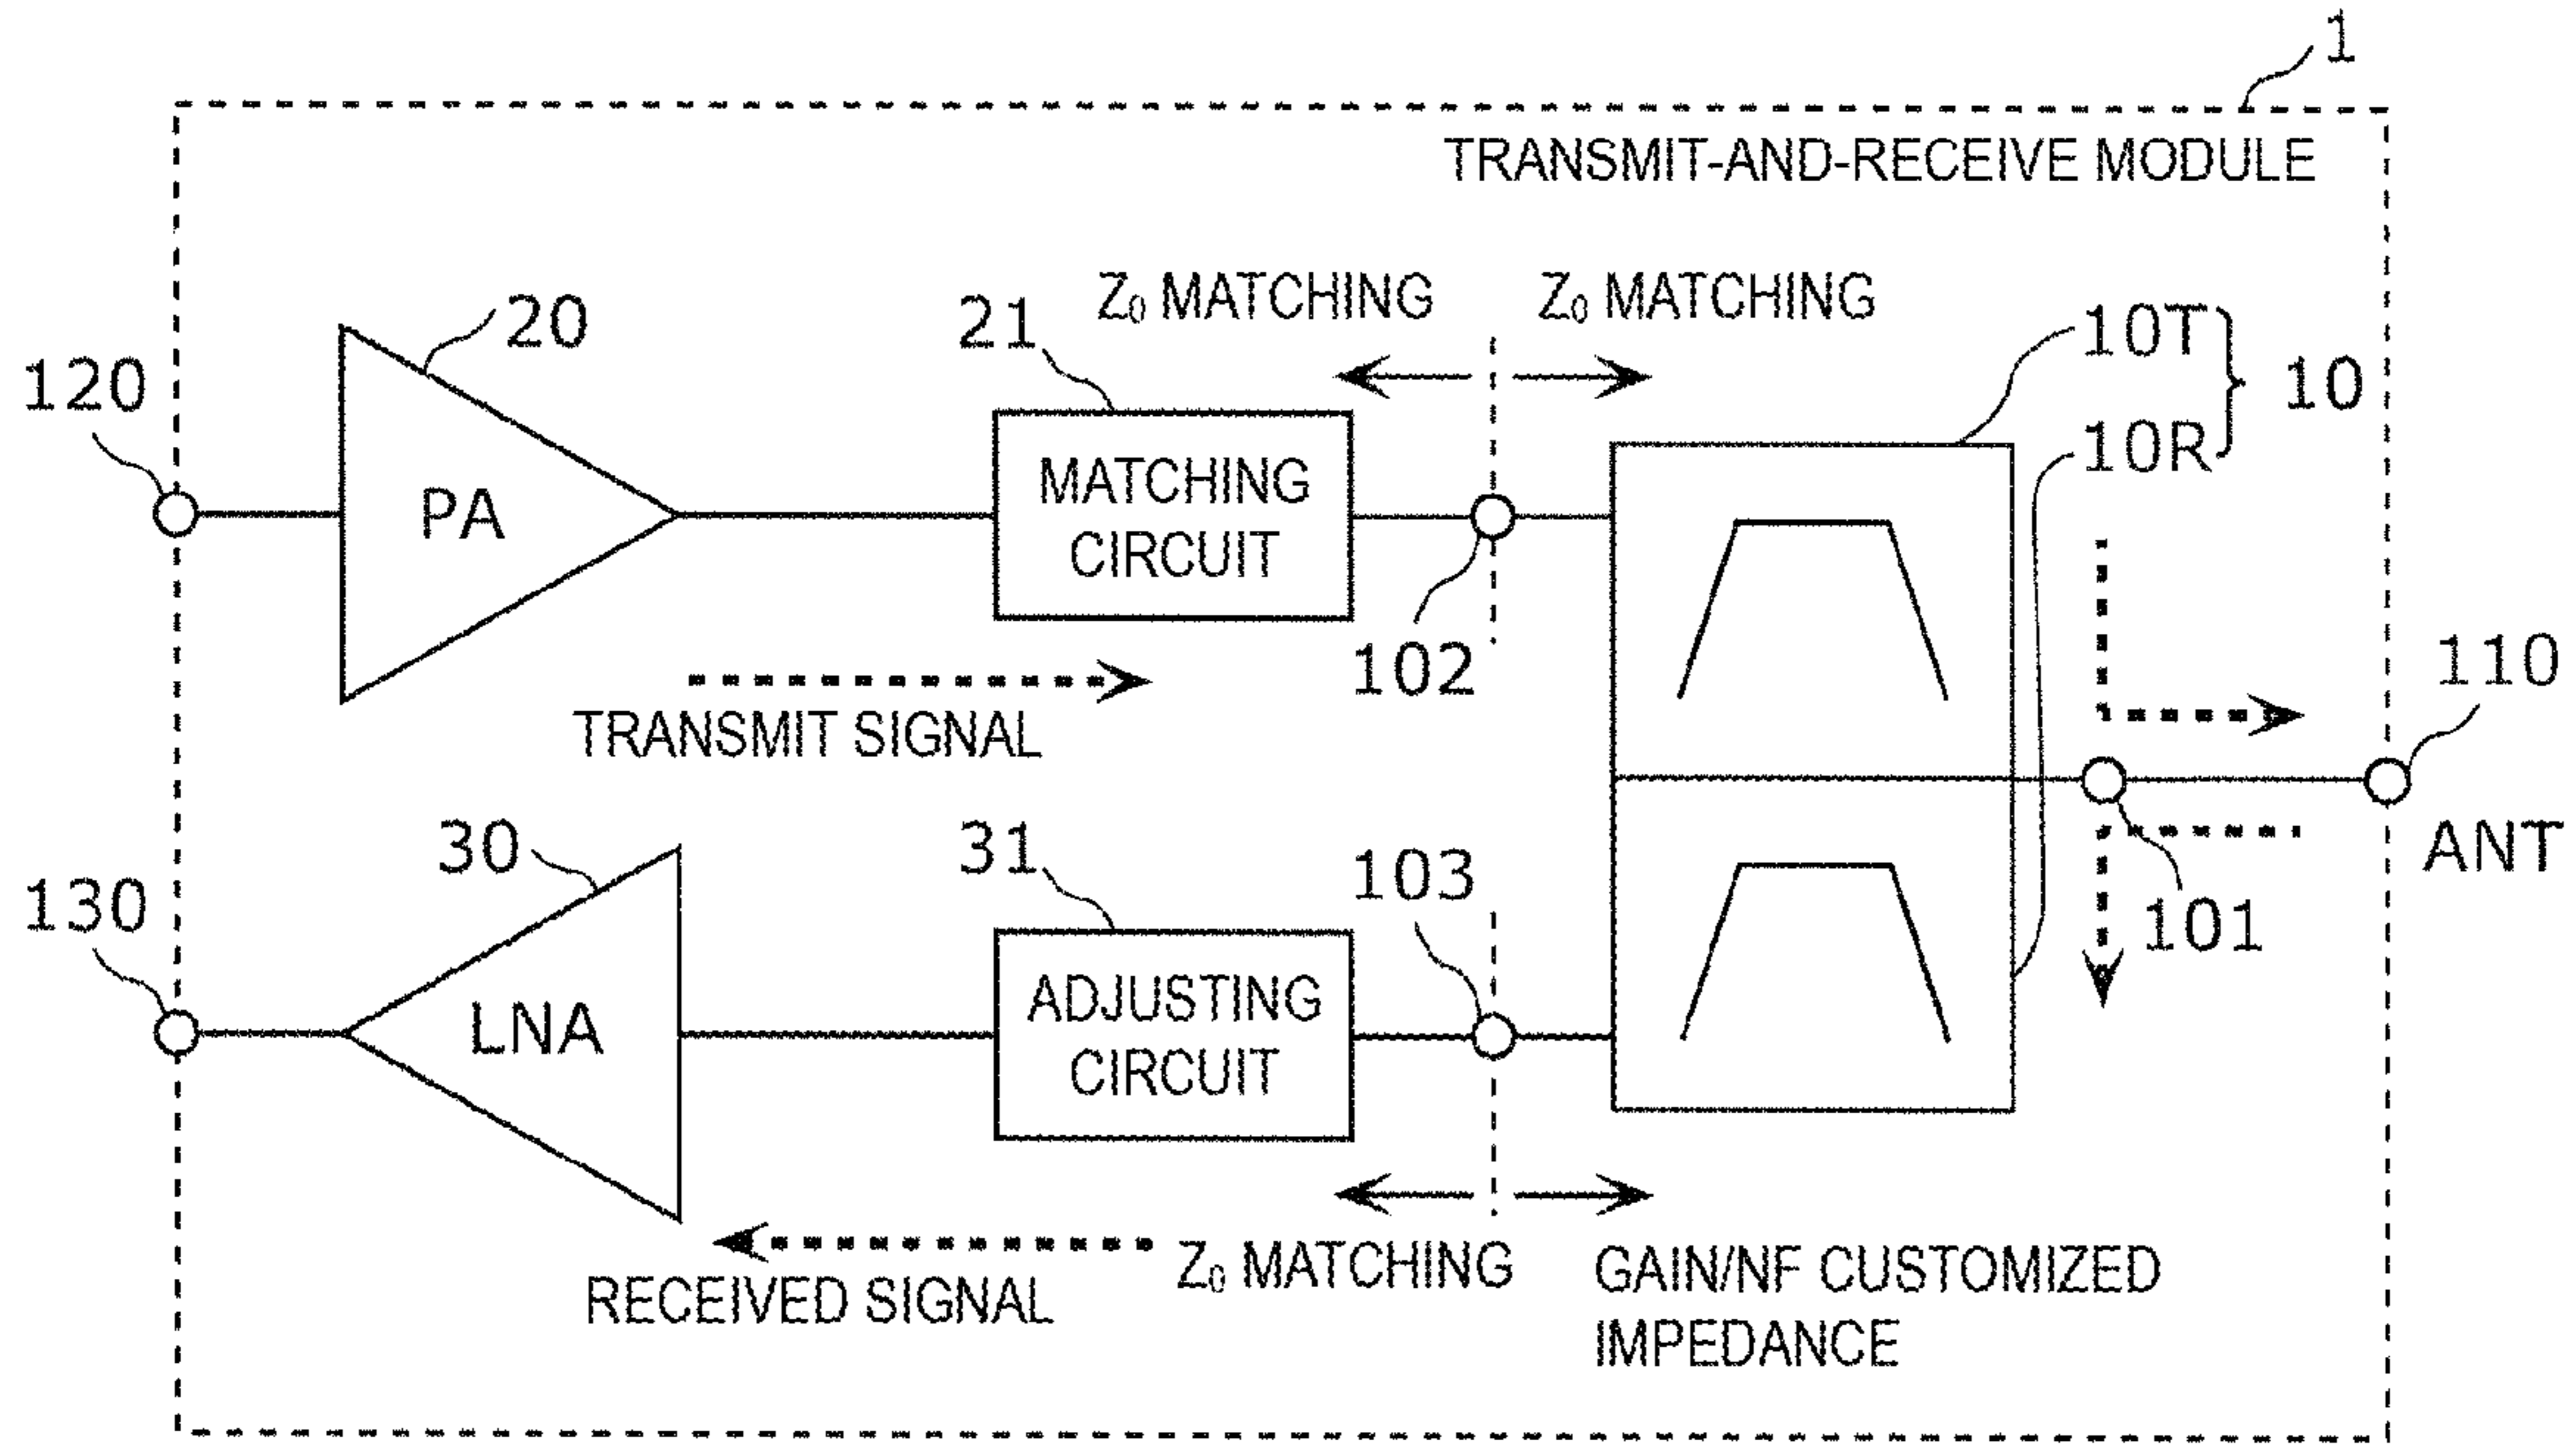 1
TRANSMIT-AND-RECEIVE MODULE
Z₀ MATCHING
Z₀ MATCHING
20
21
10T
10
120
10R
PA
MATCHING
CIRCUIT
102
110
TRANSMIT SIGNAL
30
31
103
ANT
130
101
LNA
ADJUSTING
CIRCUIT
Z₀ MATCHING
GAIN/NF CUSTOMIZED
IMPEDANCE
RECEIVED SIGNAL